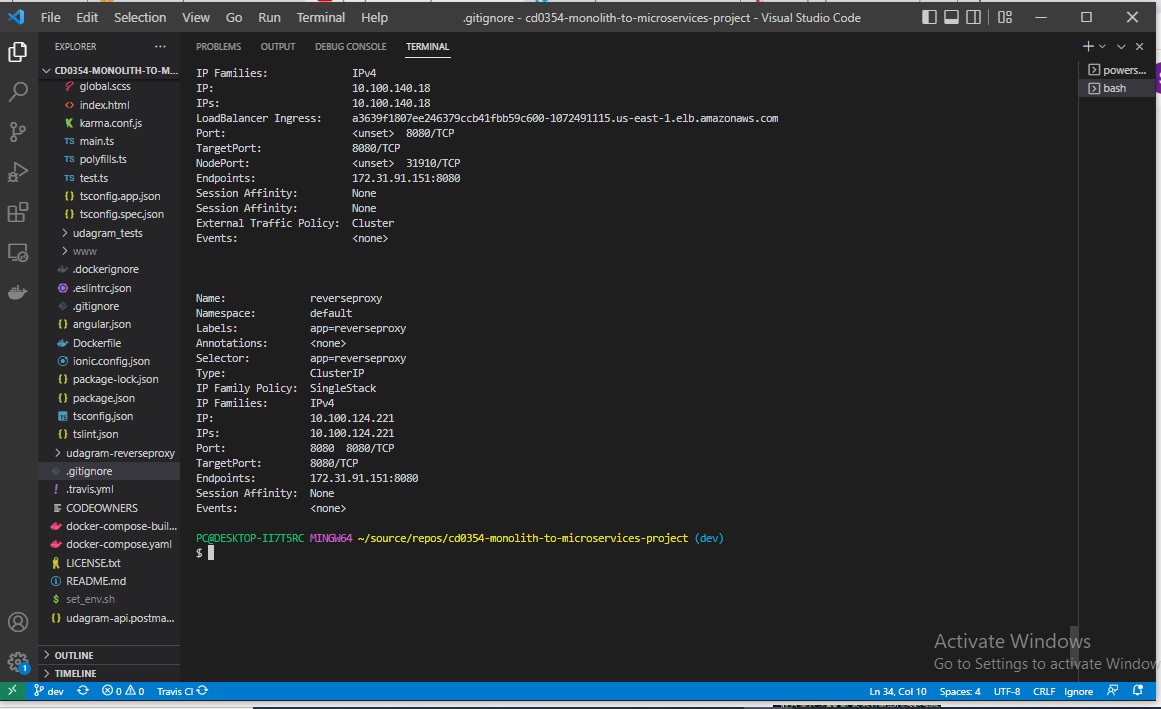 File Edit Selection View Go Run Terminal Help .gitignore - cd0354-monolith-to-microservices-project - Visual Studio Code
EXPLORER
CD0354-MONOLITH-TO-M...
global.scss
index.html
karma.conf.js
TS main.ts
TS polyfills.ts
TS test.ts
{} tsconfig.app.json
{} tsconfig.spec.json
udagram_tests
www
.dockerignore
.eslintrc.json
.gitignore
{} angular.json
Dockerfile
ionic.config.json
{} package-lock.json
{} package.json
TS tsconfig.json
{} tslint.json
udagram-reverseproxy
.gitignore
! .travis.yml
CODEOWNERS
docker-compose-buil...
docker-compose.yaml
LICENSE.txt
README.md
$ set_env.sh
{} udagram-api.postma...
OUTLINE
TIMELINE
PROBLEMS OUTPUT DEBUG CONSOLE TERMINAL
IP Families: IPv4
IP: 10.100.140.18
IPs: 10.100.140.18
LoadBalancer Ingress: a3639f1807ee246379ccb41fbb59c600-1072491115.us-east-1.elb.amazonaws.com
Port: <unset> 8080/TCP
TargetPort: 8080/TCP
NodePort: <unset> 31910/TCP
Endpoints: 172.31.91.151:8080
Session Affinity: None
Session Affinity: None
External Traffic Policy: Cluster
Events: <none>
Name: reverseproxy
Namespace: default
Labels: app=reverseproxy
Annotations: <none>
Selector: app=reverseproxy
Type: ClusterIP
IP Family Policy: SingleStack
IP Families: IPv4
IP: 10.100.124.221
IPs: 10.100.124.221
Port: 8080 8080/TCP
TargetPort: 8080/TCP
Endpoints: 172.31.91.151:8080
Session Affinity: None
Events: <none>
PC@DESKTOP-II7T5RC MINGW64 ~/source/repos/cd0354-monolith-to-microservices-project (dev)
$
powers...
bash
Activate Windows
Go to Settings to activate Window
1
dev 0 0 Travis CI Ln 34, Col 10 Spaces: 4 UTF-8 CRLF Ignore